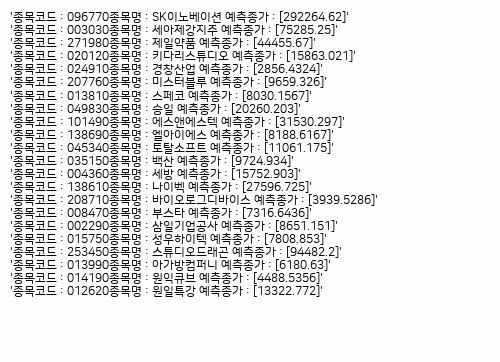 '종목코드 : 096770종목명 : SK이노베이션 예측종가 : [292264.62]'
'종목코드 : 003030종목명 : 세아제강지주 예측종가 : [75285.25]'
'종목코드 : 271980종목명 : 제일약품 예측종가 : [44455.67]'
'종목코드 : 020120종목명 : 키다리스튜디오 예측종가 : [15863.021]'
'종목코드 : 024910종목명 : 경창산업 예측종가 : [2856.4324]'
'종목코드 : 207760종목명 : 미스터블루 예측종가 : [9659.326]'
'종목코드 : 013810종목명 : 스페코 예측종가 : [8030.1567]'
'종목코드 : 049830종목명 : 승일 예측종가 : [20260.203]'
'종목코드 : 101490종목명 : 에스앤에스텍 예측종가 : [31530.297]'
'종목코드 : 138690종목명 : 엘아이에스 예측종가 : [8188.6167]'
'종목코드 : 045340종목명 : 토탈소프트 예측종가 : [11061.175]'
'종목코드 : 035150종목명 : 백산 예측종가 : [9724.934]'
'종목코드 : 004360종목명 : 세방 예측종가 : [15752.903]'
'종목코드 : 138610종목명 : 나이벡 예측종가 : [27596.725]'
'종목코드 : 208710종목명 : 바이오로그디바이스 예측종가 : [3939.5286]'
'종목코드 : 008470종목명 : 부스타 예측종가 : [7316.6436]'
'종목코드 : 002290종목명 : 삼일기업공사 예측종가 : [8651.151]'
'종목코드 : 015750종목명 : 성우하이텍 예측종가 : [7808.853]'
'종목코드 : 253450종목명 : 스튜디오드래곤 예측종가 : [94482.2]'
'종목코드 : 013990종목명 : 아가방컴퍼니 예측종가 : [6180.63]'
'종목코드 : 014190종목명 : 원익큐브 예측종가 : [4488.5356]'
'종목코드 : 012620종목명 : 원일특강 예측종가 : [13322.772]'